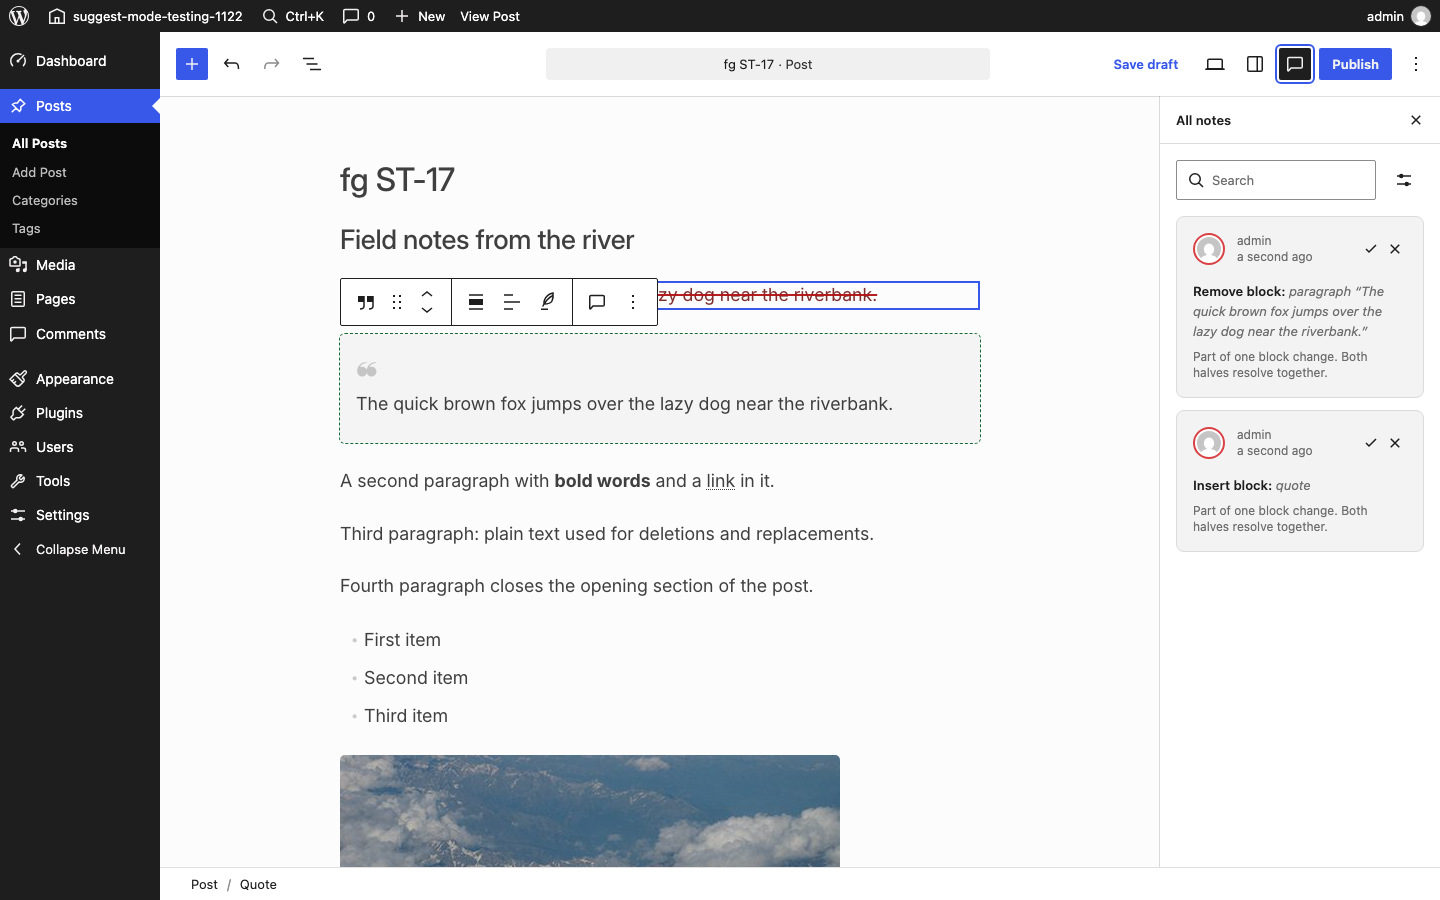 suggest-mode-testing-1122
Ctrl+K
0
New
View Post
admin
Dashboard
Posts
All Posts
Add Post
Categories
Tags
Media
Pages
Comments
Appearance
Plugins
Users
Tools
Settings
Collapse Menu
fg ST-17 · Post
Save draft
Publish
fg ST-17
Field notes from the river
zy dog near the riverbank.
The quick brown fox jumps over the lazy dog near the riverbank.
A second paragraph with bold words and a link in it.
Third paragraph: plain text used for deletions and replacements.
Fourth paragraph closes the opening section of the post.
First item
Second item
Third item
Post / Quote
All notes
Search
admin
a second ago
Remove block: paragraph “The
quick brown fox jumps over the
lazy dog near the riverbank.”
Part of one block change. Both
halves resolve together.
admin
a second ago
Insert block: quote
Part of one block change. Both
halves resolve together.